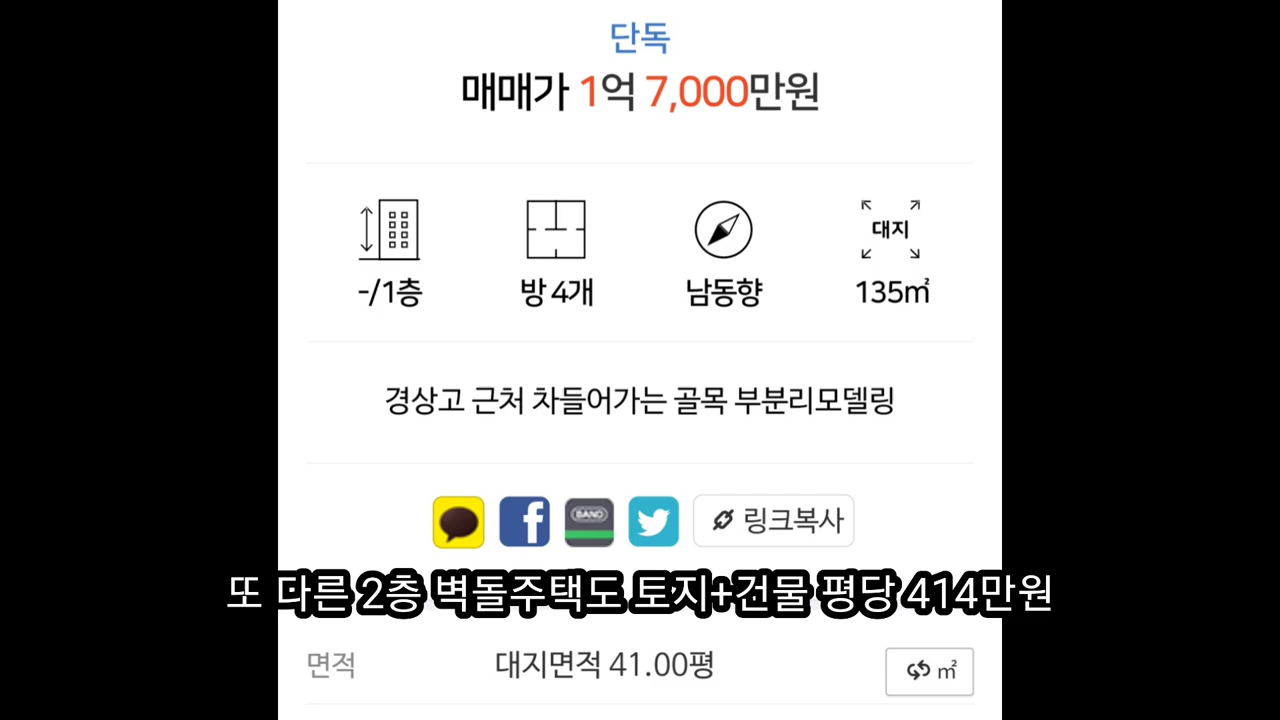 단독
매매가 1억 7,000만원
대지
-/1층 방 4개 남동향 135㎡
경상고 근처 차들어가는 골목 부분리모델링
BAND 링크복사
또 다른 2층 벽돌주택도 토지+건물 평당 414만원
면적 대지면적 41.00평 ㎡